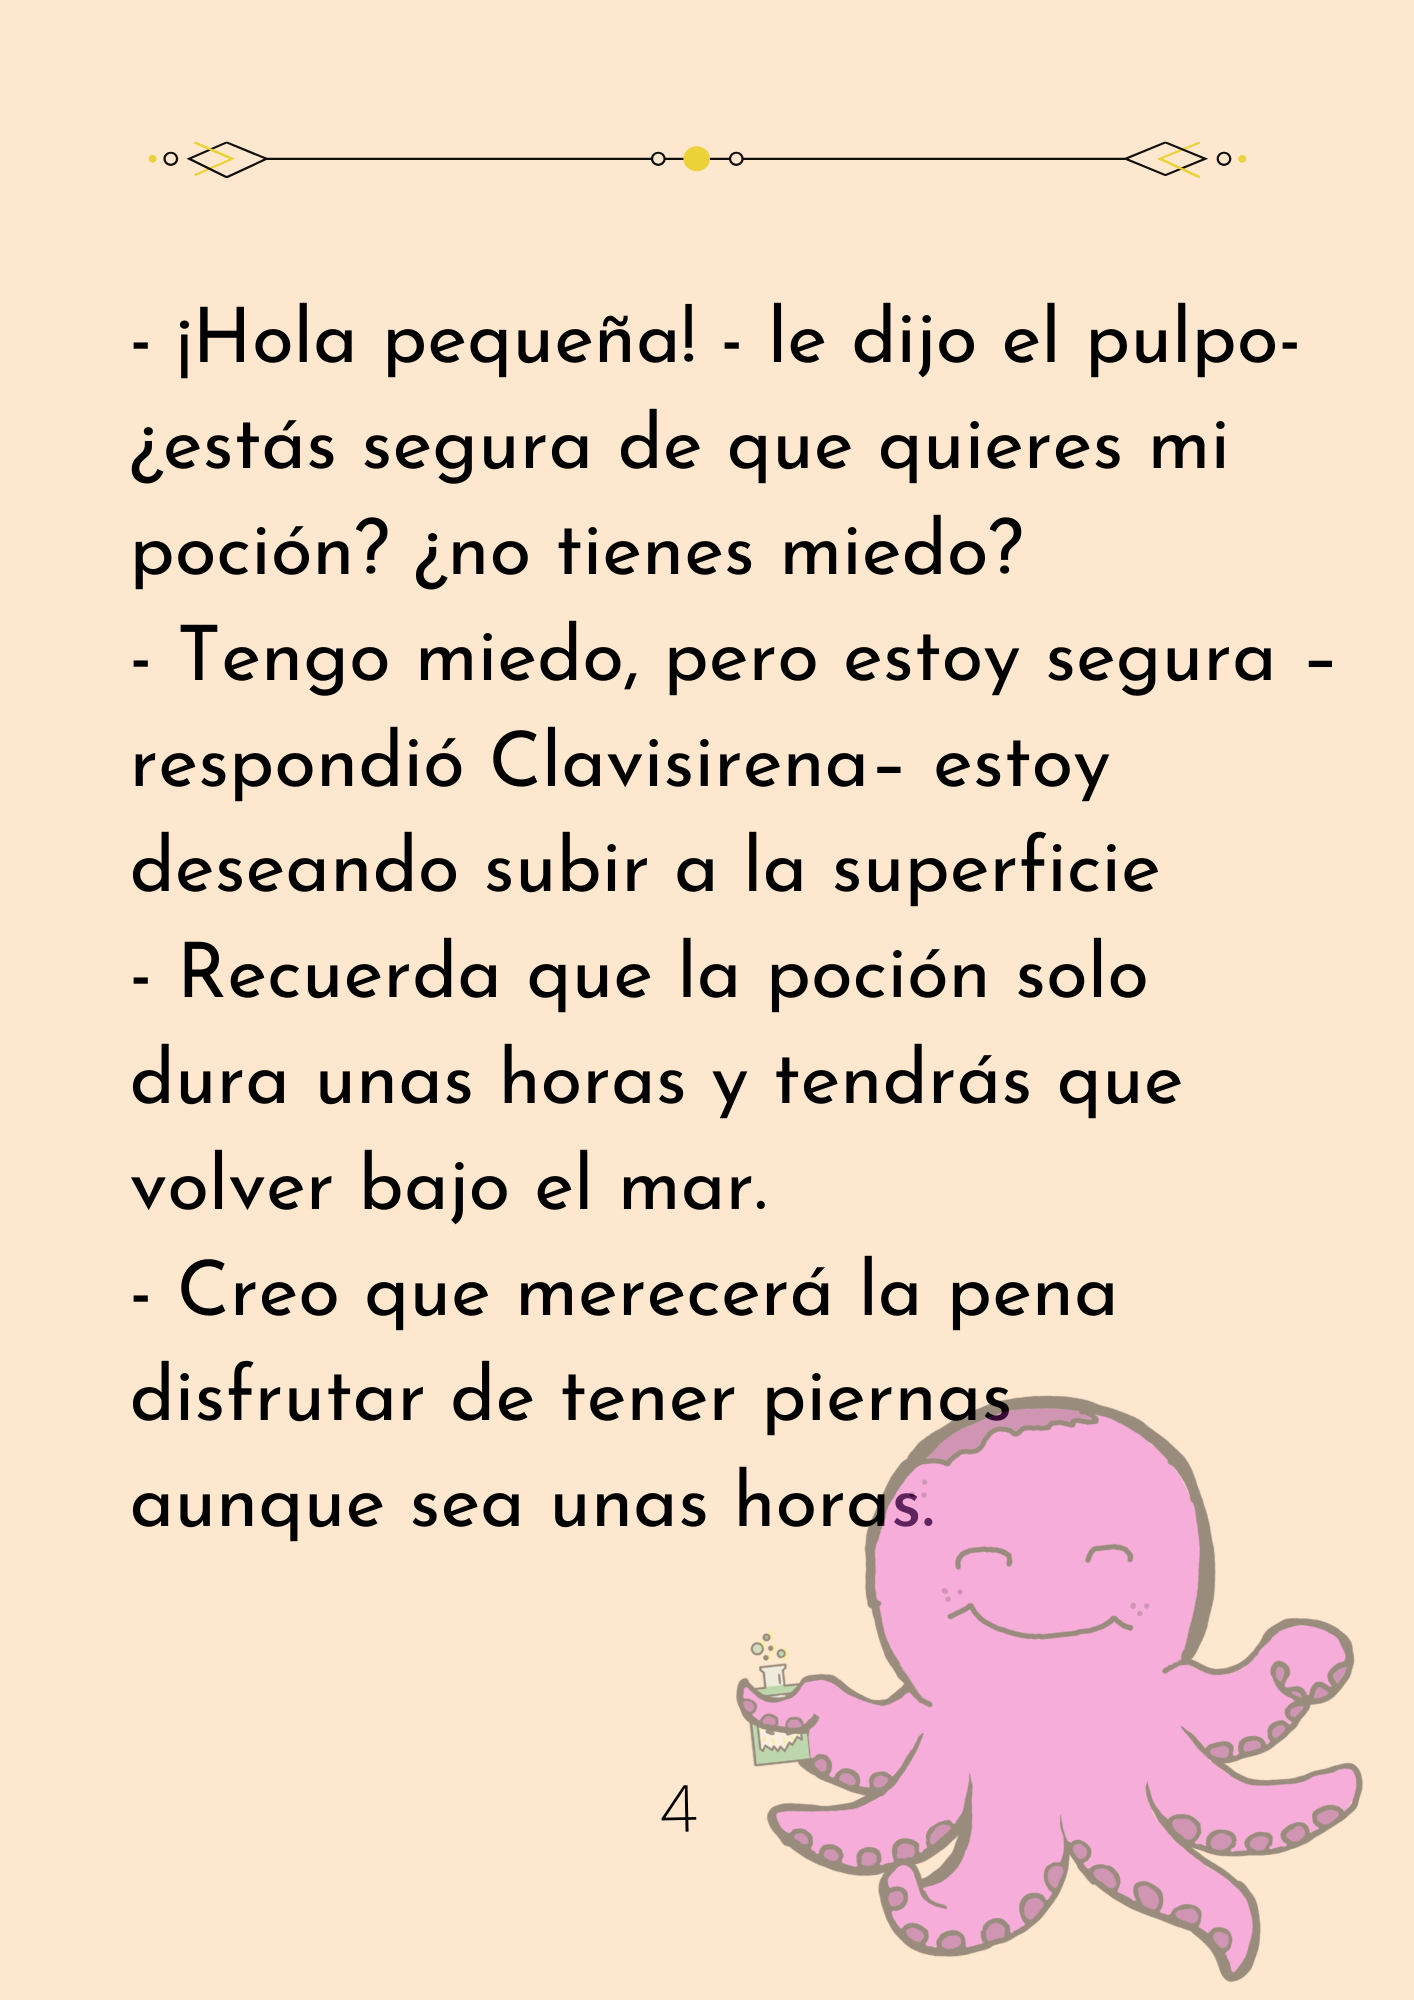 - ¡Hola pequeña! - le dijo el pulpo-
¿estás segura de que quieres mi
poción? ¿no tienes miedo?
- Tengo miedo, pero estoy segura –
respondió Clavisirena– estoy
deseando subir a la superficie
- Recuerda que la poción solo
dura unas horas y tendrás que
volver bajo el mar.
- Creo que merecerá la pena
disfrutar de tener piernas
aunque sea unas horas.
4